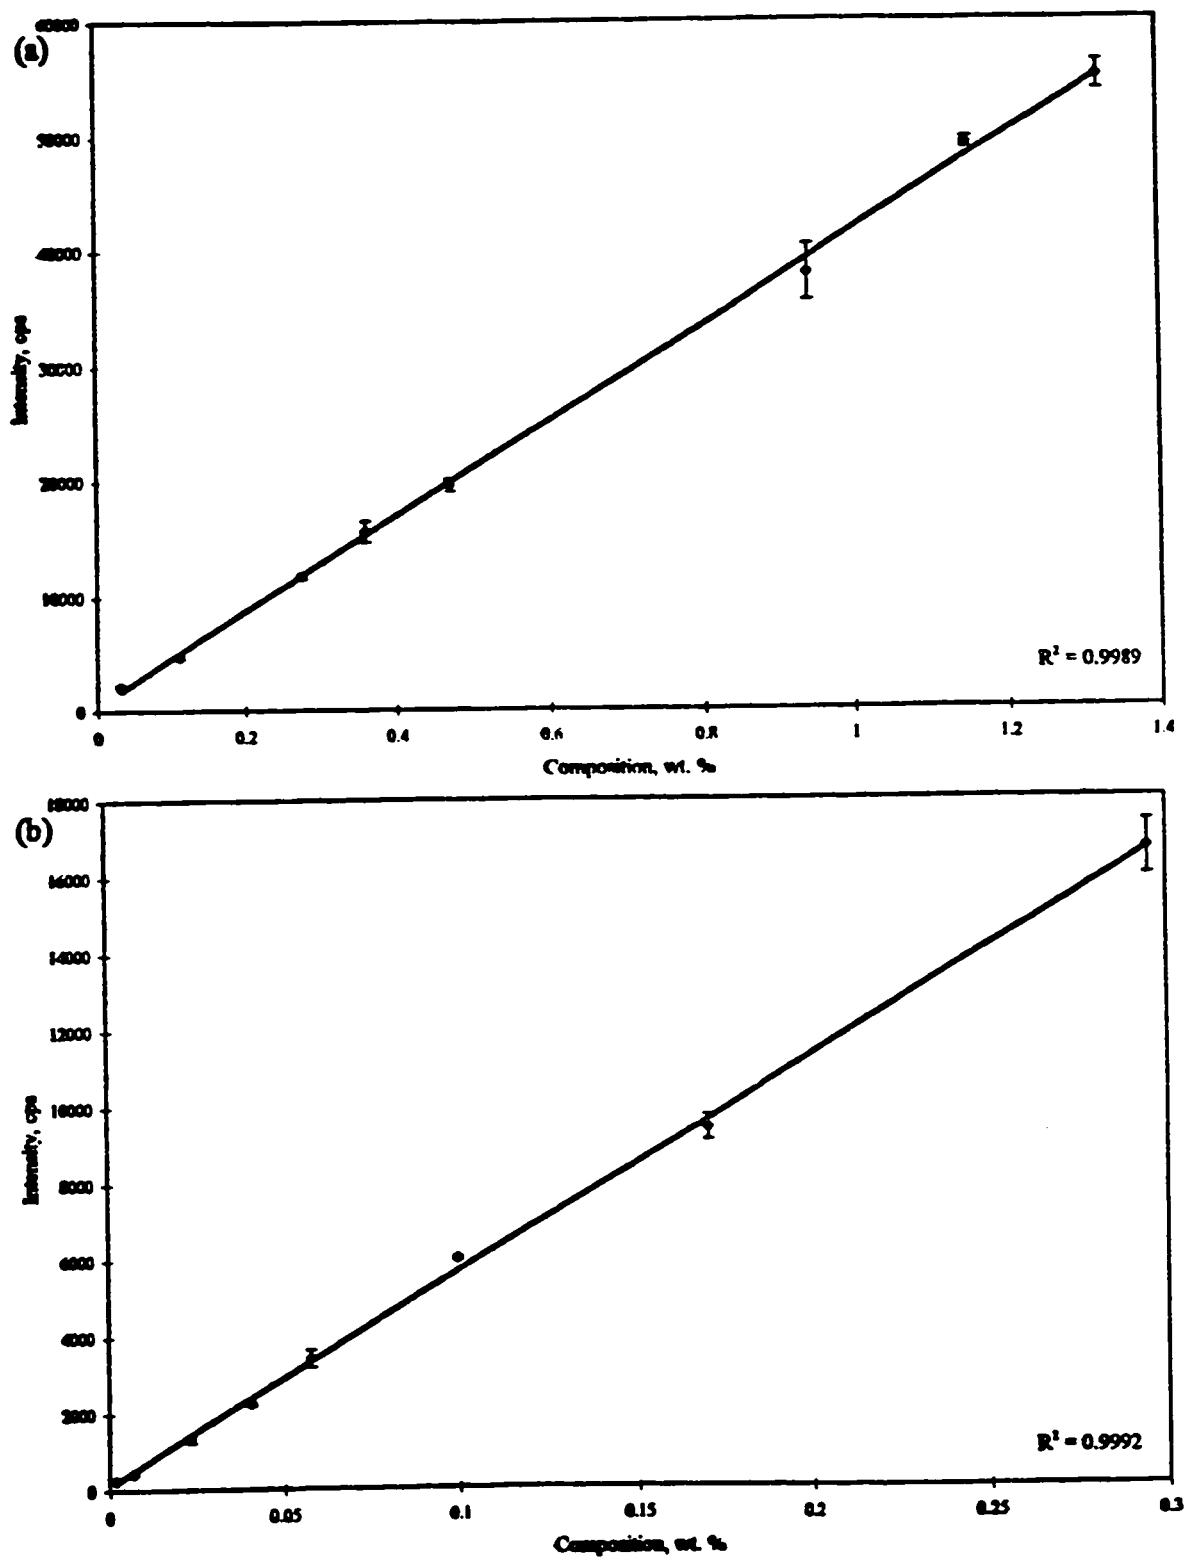 (a)
60000
50000
40000
30000
20000
10000
0
Intensity, cps
R² = 0.9989
0 0.2 0.4 0.6 0.8 1 1.2 1.4
Composition, wt. %
(b)
18000
16000
14000
12000
10000
8000
6000
4000
2000
0
Intensity, cps
R² = 0.9992
0 0.05 0.1 0.15 0.2 0.25 0.3
Composition, wt. %